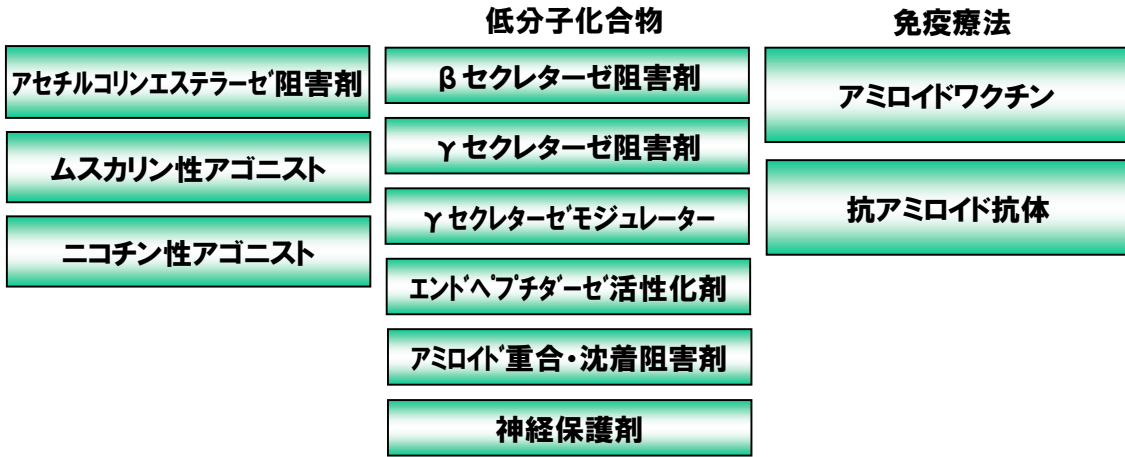 低分子化合物
免疫療法
アセチルコリンエステラーゼ阻害剤
ムスカリン性アゴニスト
ニコチン性アゴニスト
βセクレターゼ阻害剤
γセクレターゼ阻害剤
γセクレターゼモジュレーター
エンドペプチダーゼ活性化剤
アミロイド重合・沈着阻害剤
神経保護剤
アミロイドワクチン
抗アミロイド抗体